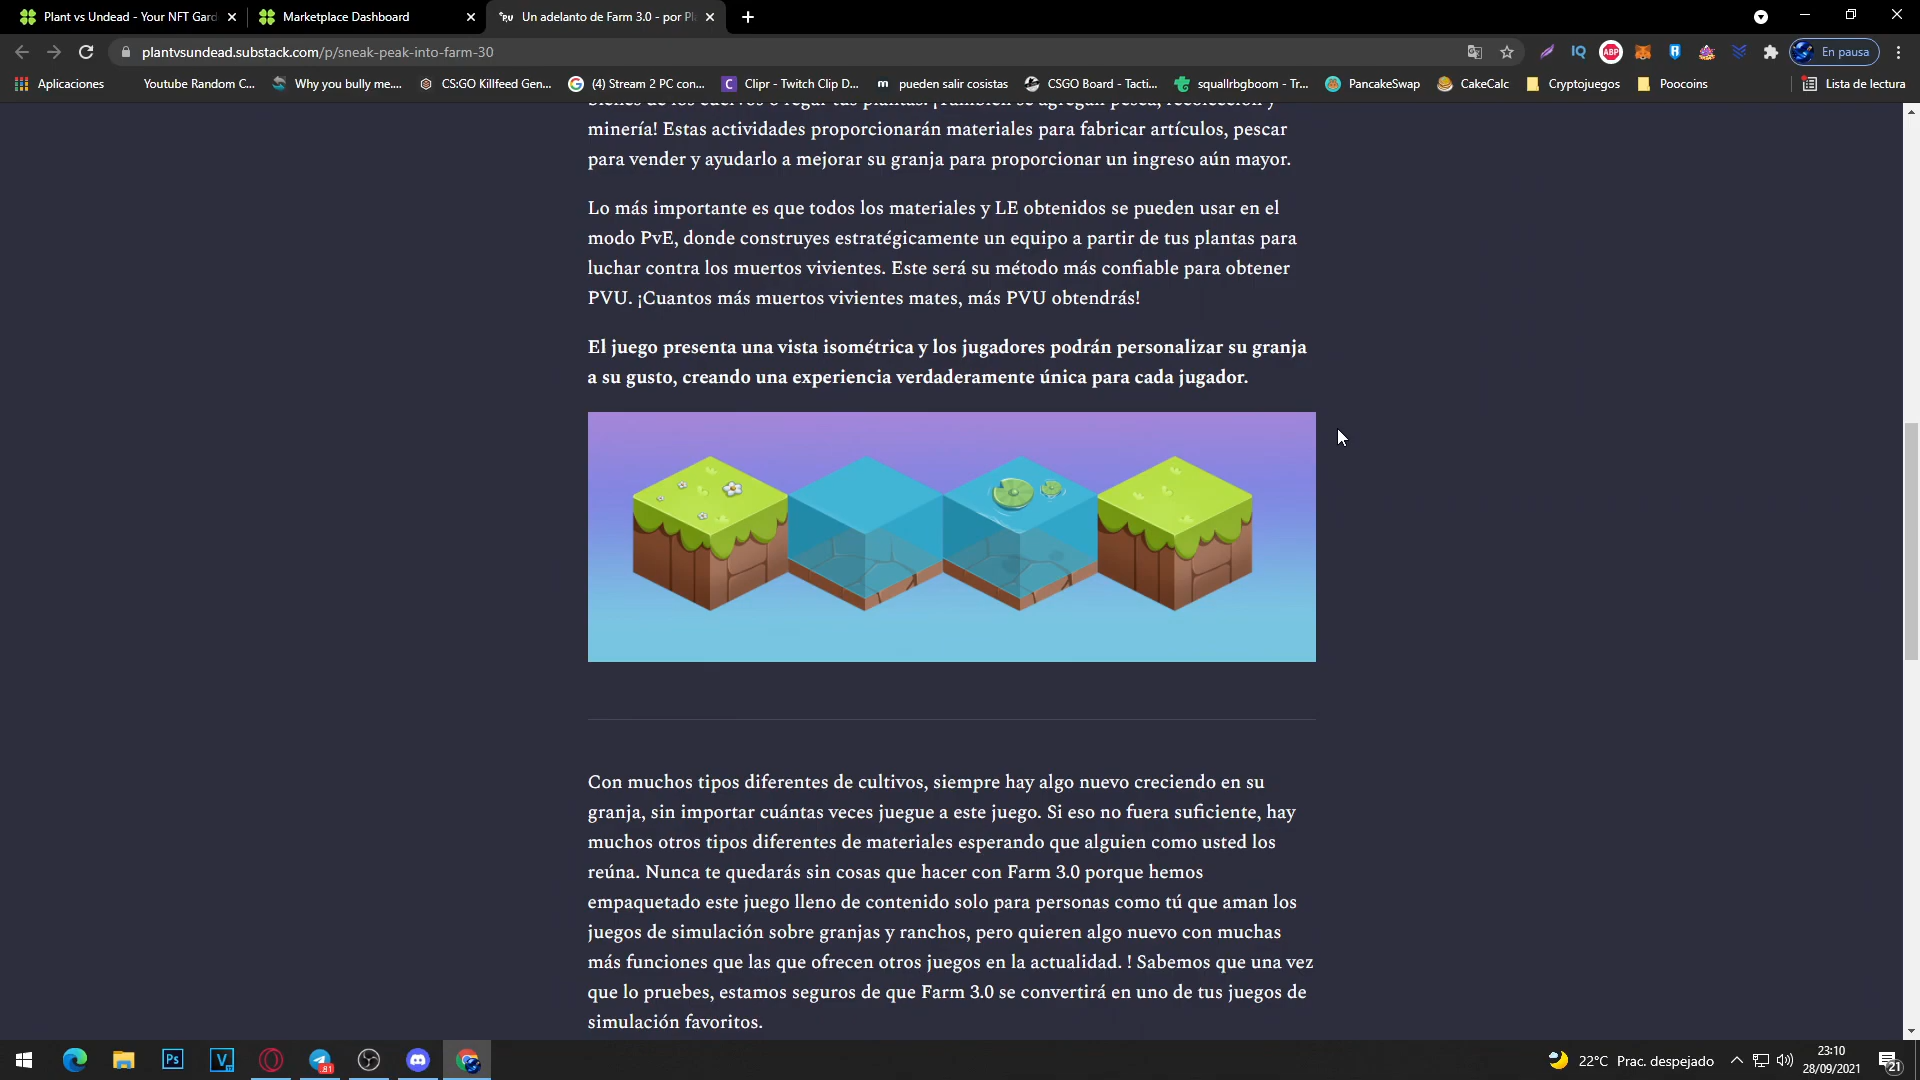 Plant vs Undead - Your NFT Gard
Marketplace Dashboard
Un adelanto de Farm 3.0 - por Pl
plantvsundead.substack.com/p/sneak-peak-into-farm-30
En pausa
Aplicaciones
Youtube Random C...
Why you bully me....
CS:GO Killfeed Gen...
(4) Stream 2 PC con...
Clipr - Twitch Clip D...
pueden salir cosistas
CSGO Board - Tacti...
squallrbgboom - Tr...
PancakeSwap
CakeCalc
Cryptojuegos
Poocoins
Lista de lectura
bienes de los cuervos o regar tus plantas. ¡También se agregan pesca, recolección y
minería! Estas actividades proporcionarán materiales para fabricar artículos, pescar
para vender y ayudarlo a mejorar su granja para proporcionar un ingreso aún mayor.
Lo más importante es que todos los materiales y LE obtenidos se pueden usar en el
modo PvE, donde construyes estratégicamente un equipo a partir de tus plantas para
luchar contra los muertos vivientes. Este será su método más confiable para obtener
PVU. ¡Cuantos más muertos vivientes mates, más PVU obtendrás!
El juego presenta una vista isométrica y los jugadores podrán personalizar su granja
a su gusto, creando una experiencia verdaderamente única para cada jugador.
Con muchos tipos diferentes de cultivos, siempre hay algo nuevo creciendo en su
granja, sin importar cuántas veces juegue a este juego. Si eso no fuera suficiente, hay
muchos otros tipos diferentes de materiales esperando que alguien como usted los
reúna. Nunca te quedarás sin cosas que hacer con Farm 3.0 porque hemos
empaquetado este juego lleno de contenido solo para personas como tú que aman los
juegos de simulación sobre granjas y ranchos, pero quieren algo nuevo con muchas
más funciones que las que ofrecen otros juegos en la actualidad. ! Sabemos que una vez
que lo pruebes, estamos seguros de que Farm 3.0 se convertirá en uno de tus juegos de
simulación favoritos.
22°C Prac. despejado
23:10
28/09/2021
21
81